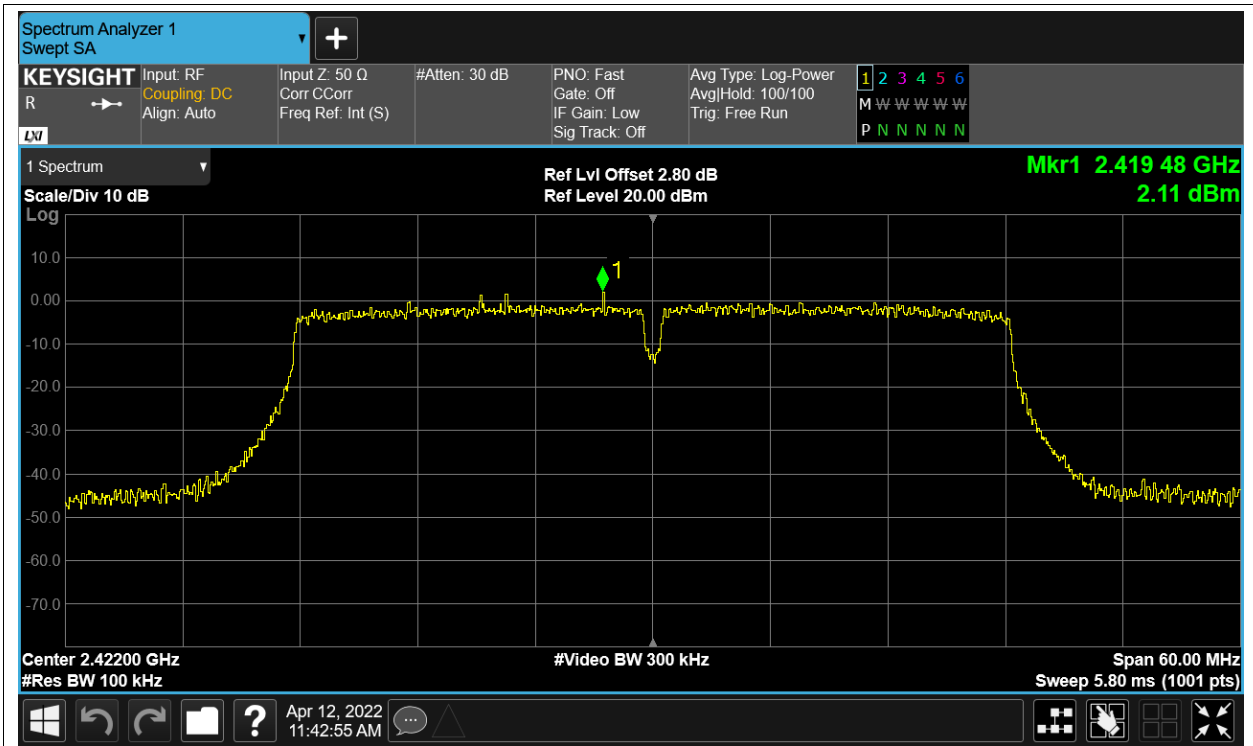 Spectrum Analyzer 1
Swept SA
KEYSIGHT
R
LXI
Input: RF
Coupling: DC
Align: Auto
Input Z: 50 Ω
Corr CCorr
Freq Ref: Int (S)
#Atten: 30 dB
PNO: Fast
Gate: Off
IF Gain: Low
Sig Track: Off
Avg Type: Log-Power
Avg|Hold: 100/100
Trig: Free Run
1 2 3 4 5 6
M W W W W W
P N N N N N
1 Spectrum
Scale/Div 10 dB
Log
Ref Lvl Offset 2.80 dB
Ref Level 20.00 dBm
Mkr1 2.419 48 GHz
2.11 dBm
1
10.0
0.00
-10.0
-20.0
-30.0
-40.0
-50.0
-60.0
-70.0
Center 2.42200 GHz
#Res BW 100 kHz
#Video BW 300 kHz
Span 60.00 MHz
Sweep 5.80 ms (1001 pts)
?
Apr 12, 2022
11:42:55 AM